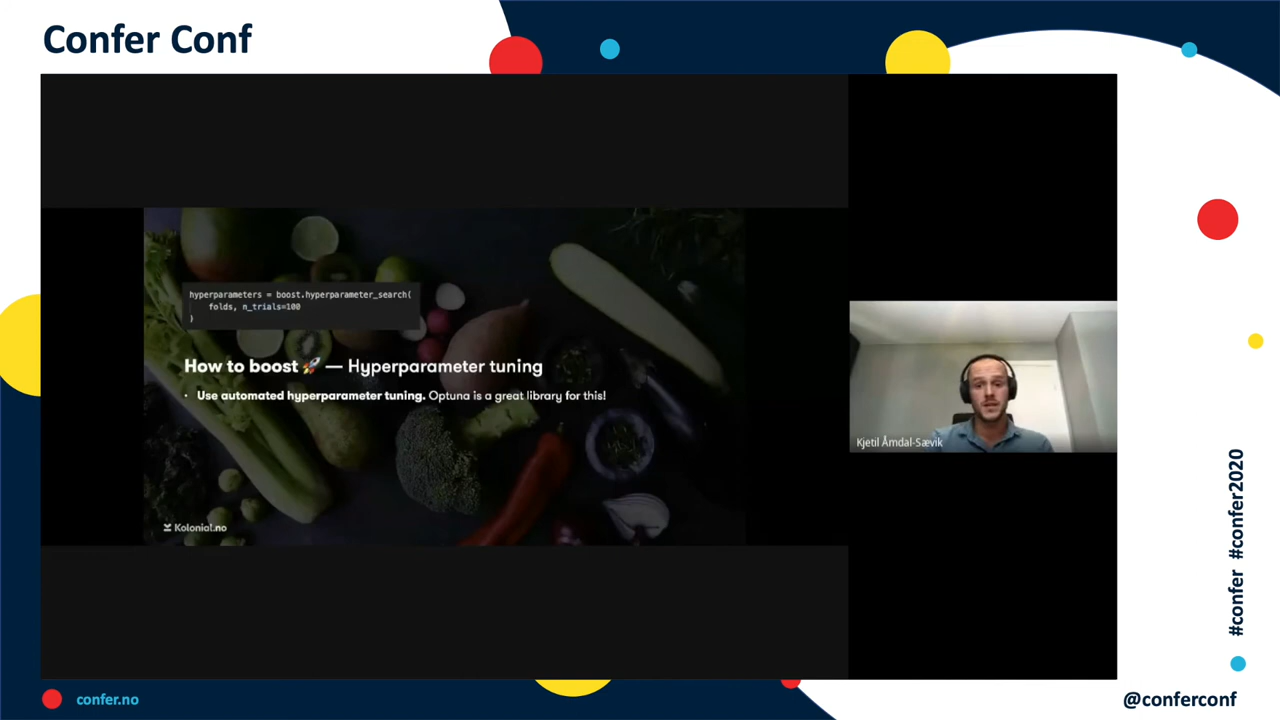 Confer Conf
hyperparameters = boost.hyperparameter_search(
folds, n_trials=100
)
How to boost 🚀 — Hyperparameter tuning
• Use automated hyperparameter tuning. Optuna is a great library for this!
Kolonial.no
Kjetil Åmdal-Sævik
#confer #confer2020
confer.no
@conferconf